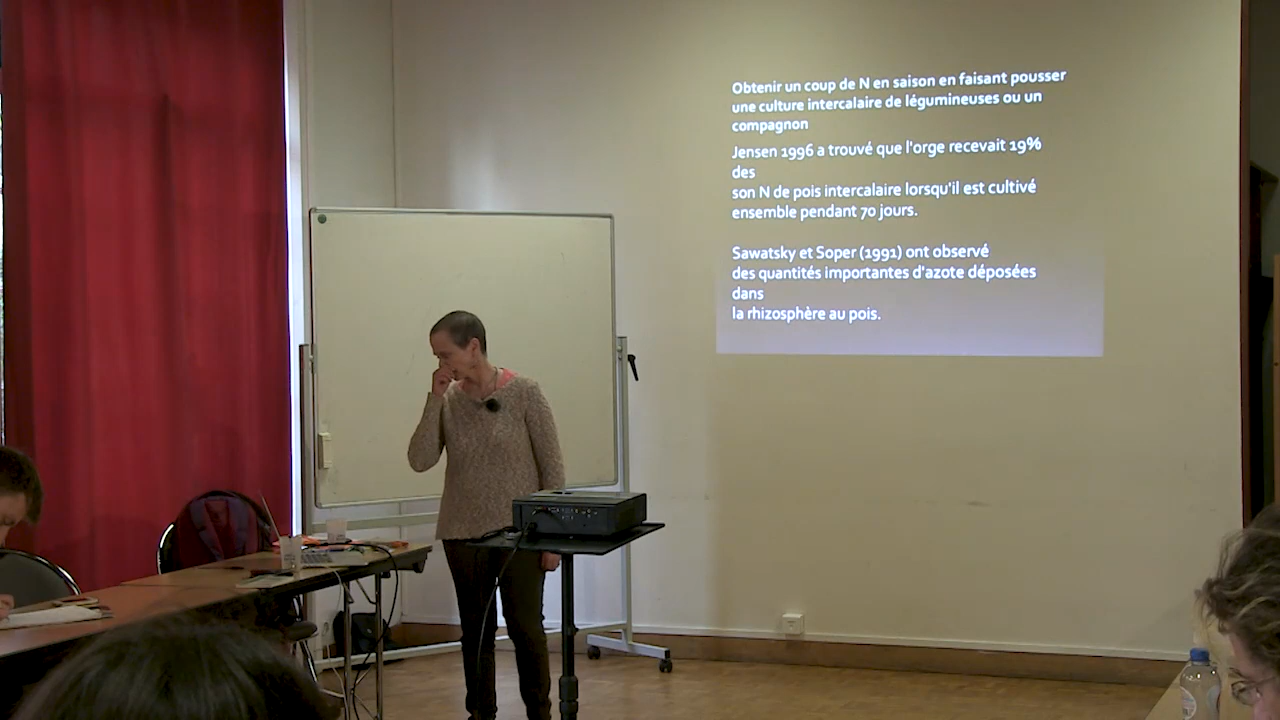 Obtenir un coup de N en saison en faisant pousser
une culture intercalaire de légumineuses ou un
compagnon
Jensen 1996 a trouvé que l'orge recevait 19%
des
son N de pois intercalaire lorsqu'il est cultivé
ensemble pendant 70 jours.
Sawatsky et Soper (1991) ont observé
des quantités importantes d'azote déposées
dans
la rhizosphère au pois.